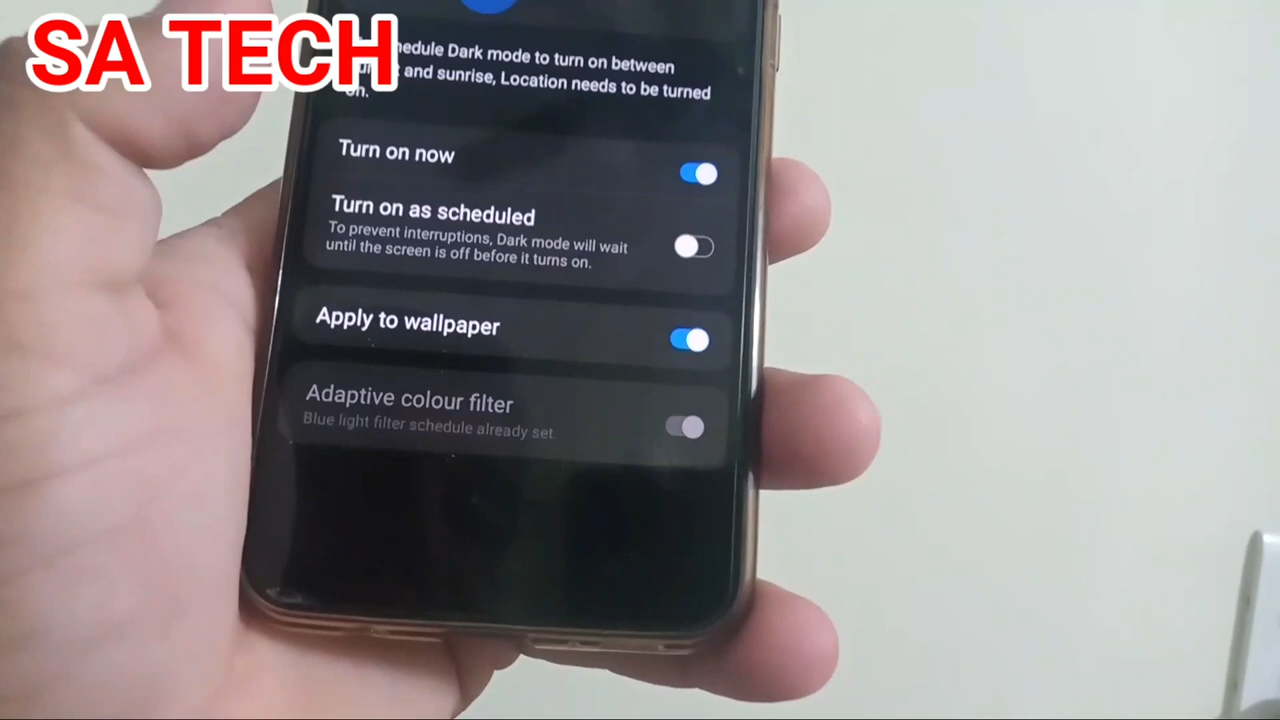 SA TECH
Dark mode to turn on between
and sunrise, Location needs to be turned
on.
Turn on now
Turn on as scheduled
To prevent interruptions, Dark mode will wait
until the screen is off before it turns on.
Apply to wallpaper
Adaptive colour filter
Blue light filter schedule already set.